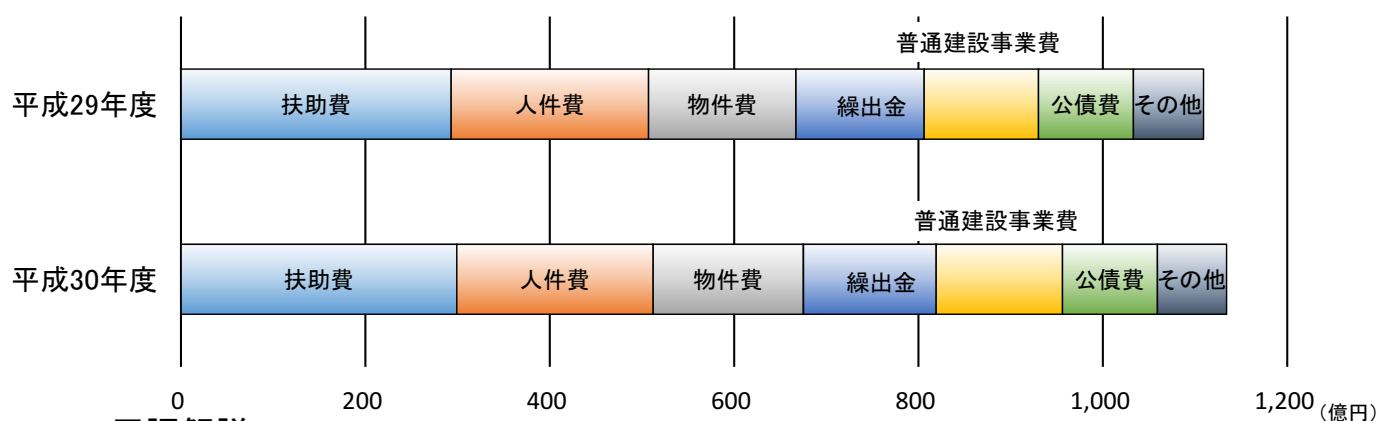 普通建設事業費
平成29年度 扶助費 人件費 物件費 繰出金 公債費 その他
普通建設事業費
平成30年度 扶助費 人件費 物件費 繰出金 公債費 その他
0 200 400 600 800 1,000 1,200 (億円)